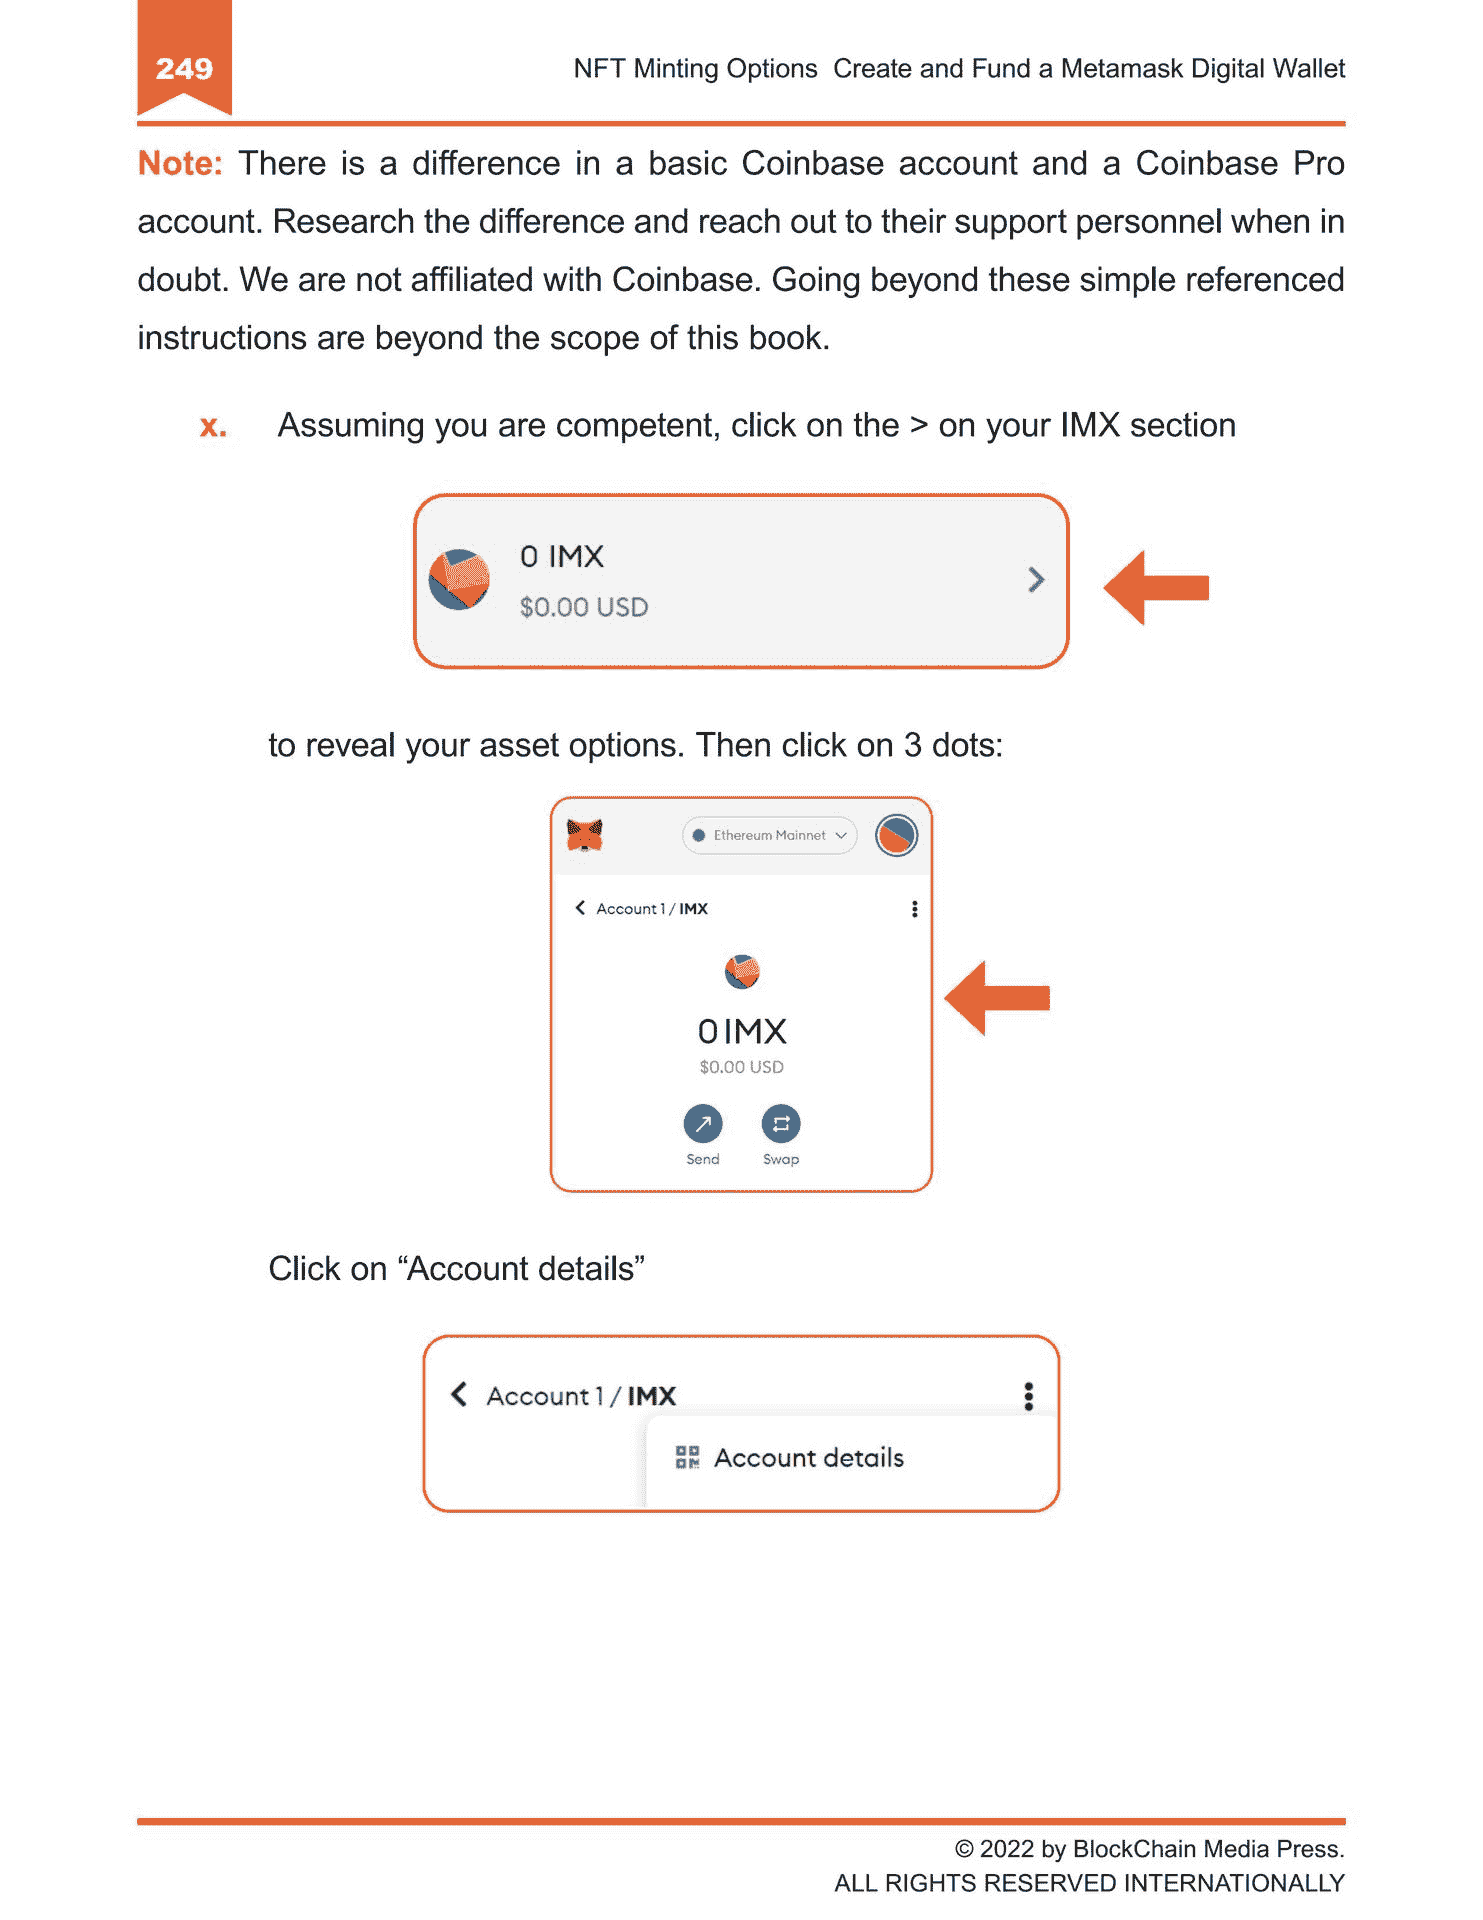 249
NFT Minting Options  Create and Fund a Metamask Digital Wallet
Note: There is a difference in a basic Coinbase account and a Coinbase Pro
account. Research the difference and reach out to their support personnel when in
doubt. We are not affiliated with Coinbase. Going beyond these simple referenced
instructions are beyond the scope of this book.
x. Assuming you are competent, click on the > on your IMX section
0 IMX
$0.00 USD
to reveal your asset options. Then click on 3 dots:
Ethereum Mainnet
Account 1 / IMX
0 IMX
$0.00 USD
Send Swap
Click on “Account details”
Account 1 / IMX
Account details
© 2022 by BlockChain Media Press.
ALL RIGHTS RESERVED INTERNATIONALLY